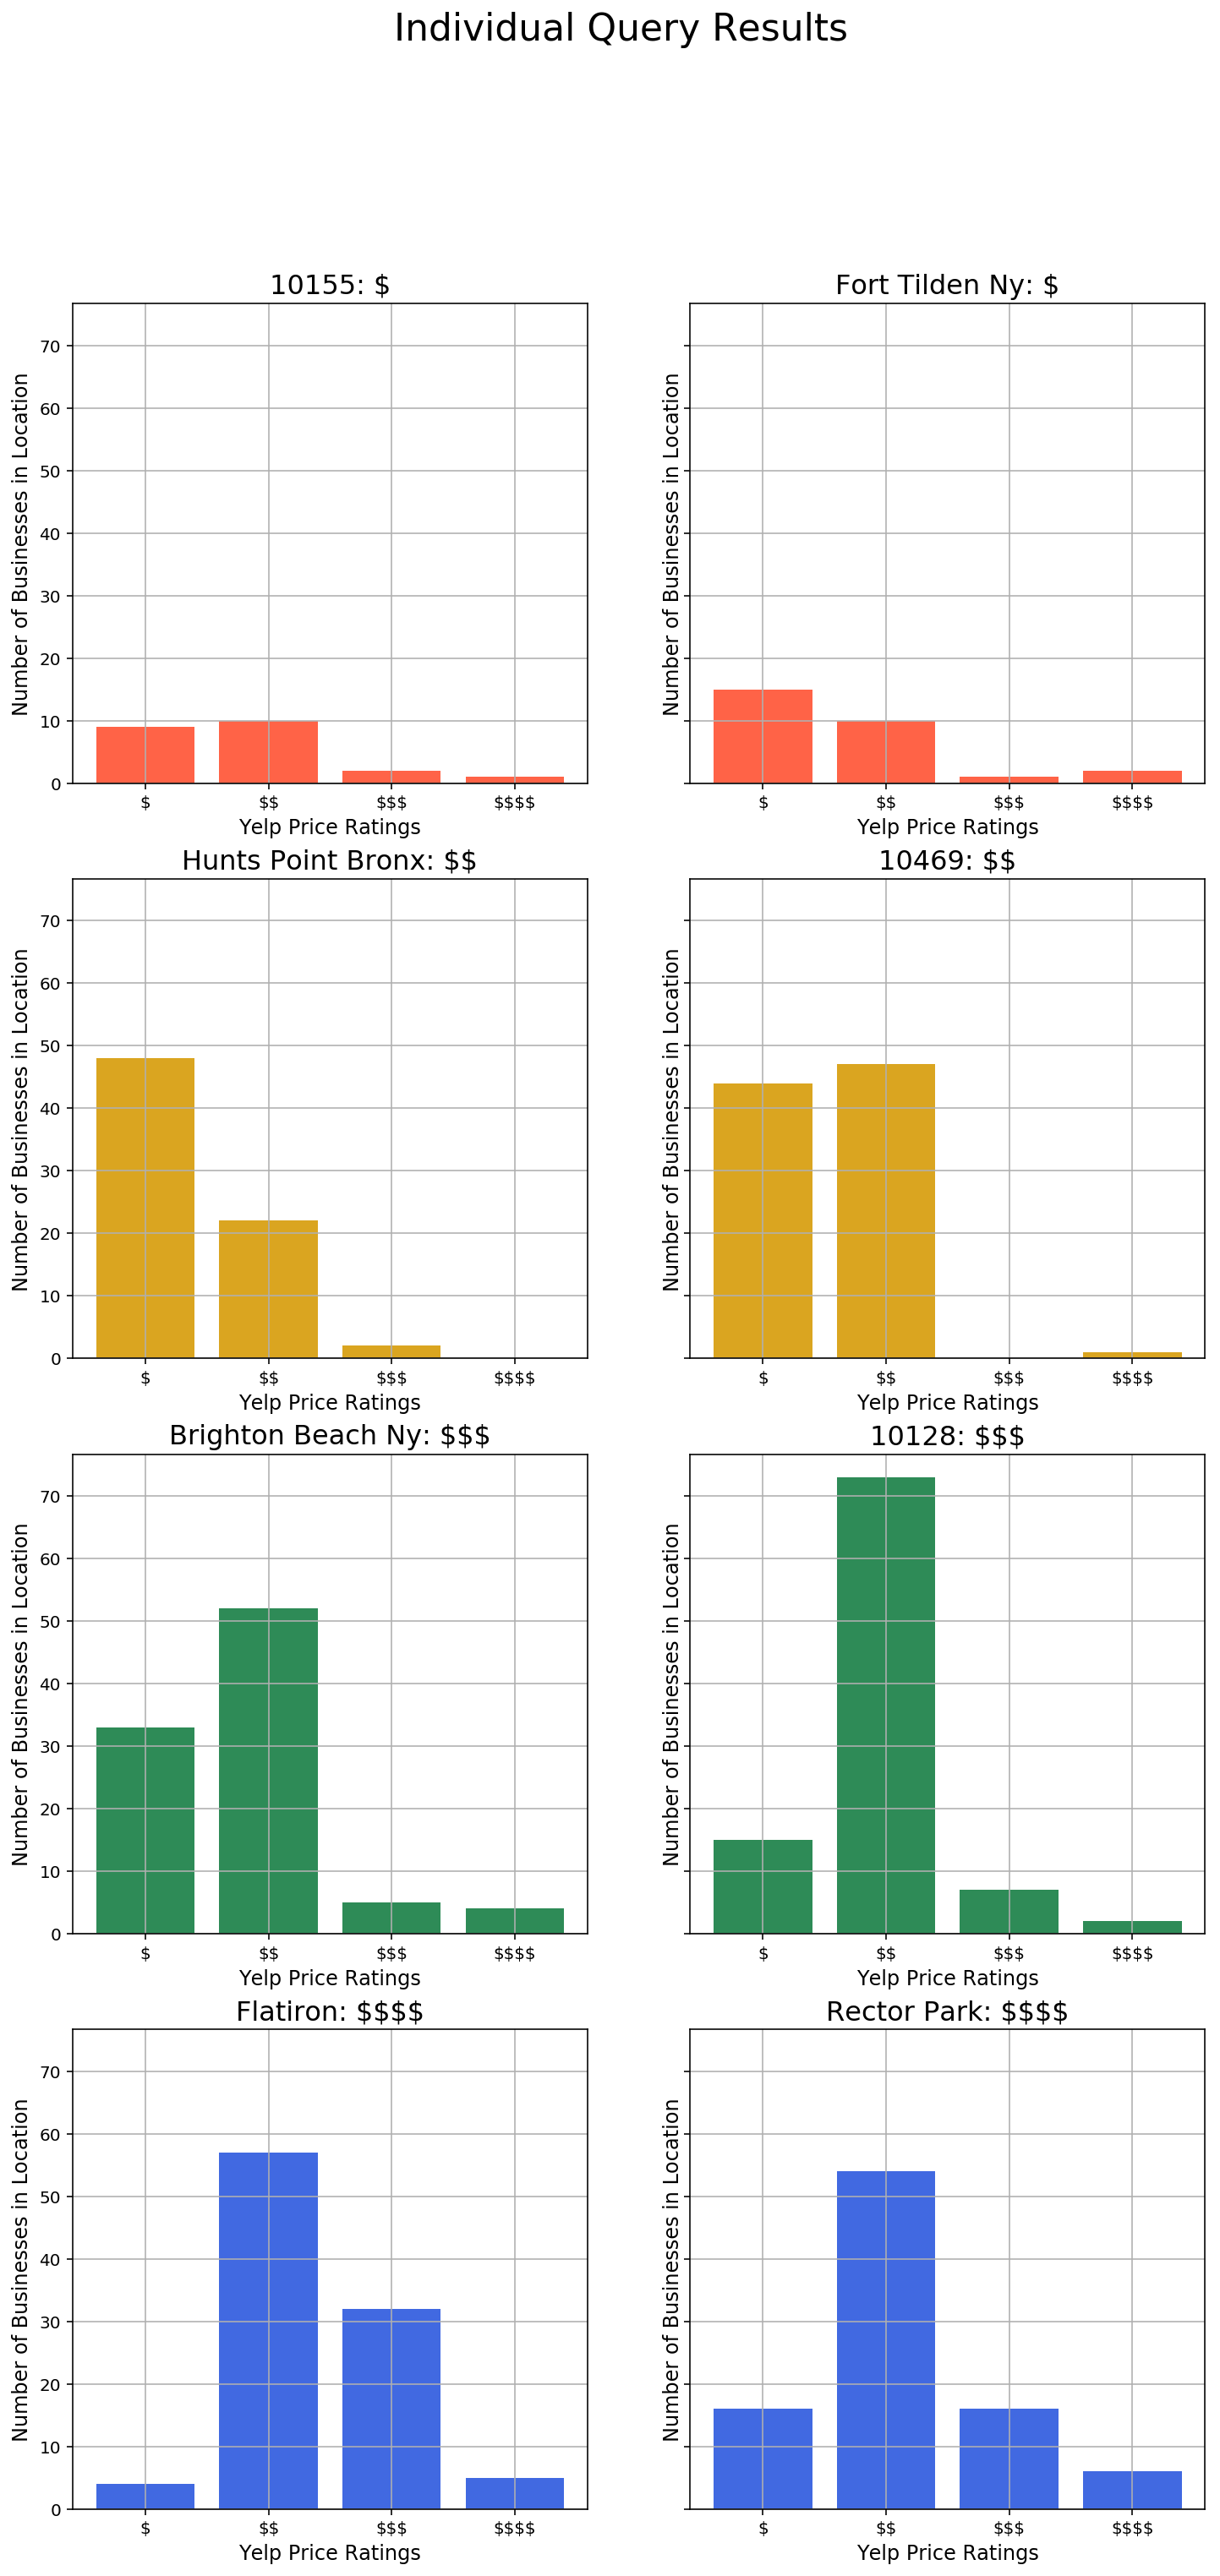 Individual Query Results
10155: $
Number of Businesses in Location
70
60
50
40
30
20
10
0
$ $$ $$$ $$$$
Yelp Price Ratings
Fort Tilden Ny: $
Number of Businesses in Location
$ $$ $$$ $$$$
Yelp Price Ratings
Hunts Point Bronx: $$
Number of Businesses in Location
70
60
50
40
30
20
10
0
$ $$ $$$ $$$$
Yelp Price Ratings
10469: $$
Number of Businesses in Location
$ $$ $$$ $$$$
Yelp Price Ratings
Brighton Beach Ny: $$$
Number of Businesses in Location
70
60
50
40
30
20
10
0
$ $$ $$$ $$$$
Yelp Price Ratings
10128: $$$
Number of Businesses in Location
$ $$ $$$ $$$$
Yelp Price Ratings
Flatiron: $$$$
Number of Businesses in Location
70
60
50
40
30
20
10
0
$ $$ $$$ $$$$
Yelp Price Ratings
Rector Park: $$$$
Number of Businesses in Location
$ $$ $$$ $$$$
Yelp Price Ratings